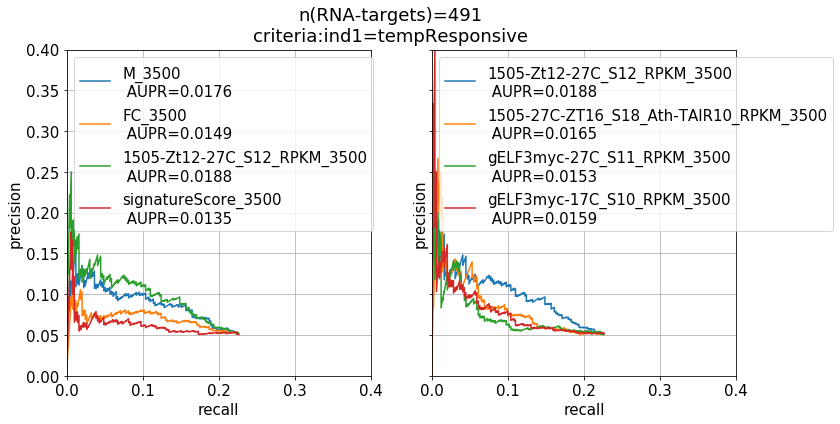 n(RNA-targets)=491
criteria:ind1=tempResponsive
M_3500
AUPR=0.0176
FC_3500
AUPR=0.0149
1505-Zt12-27C_S12_RPKM_3500
AUPR=0.0188
signatureScore_3500
AUPR=0.0135
0.40
0.35
0.30
0.25
0.20
0.15
0.10
0.05
0.00
precision
0.0
0.1
0.2
0.3
0.4
recall
1505-Zt12-27C_S12_RPKM_3500
AUPR=0.0188
1505-27C-ZT16_S18_Ath-TAIR10_RPKM_3500
AUPR=0.0165
gELF3myc-27C_S11_RPKM_3500
AUPR=0.0153
gELF3myc-17C_S10_RPKM_3500
AUPR=0.0159
precision
0.0
0.1
0.2
0.3
0.4
recall